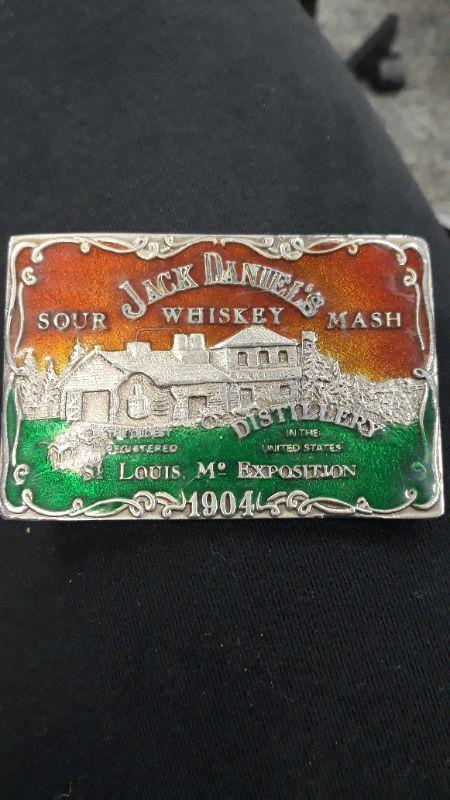 JACK DANIEL'S
SOUR WHISKEY MASH
DISTILLERY
THE OLDEST IN THE
REGISTERED UNITED STATES
St LOUIS, Mº EXPOSITION
1904